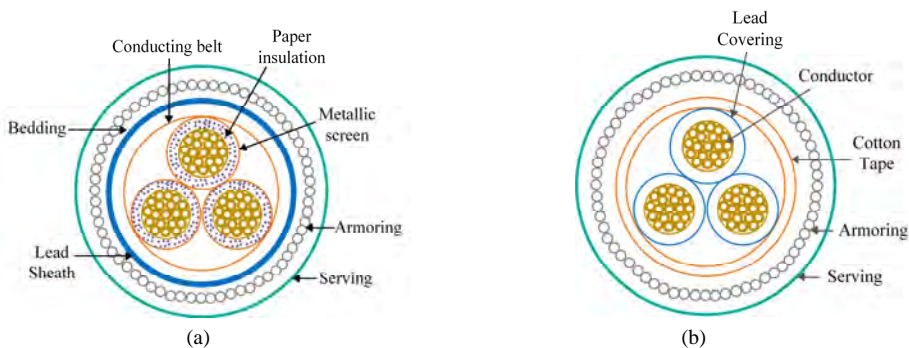 Conducting belt
Paper
insulation
Metallic
screen
Bedding
Armoring
Lead
Sheath
Serving
(a)
Lead
Covering
Conductor
Cotton
Tape
Armoring
Serving
(b)